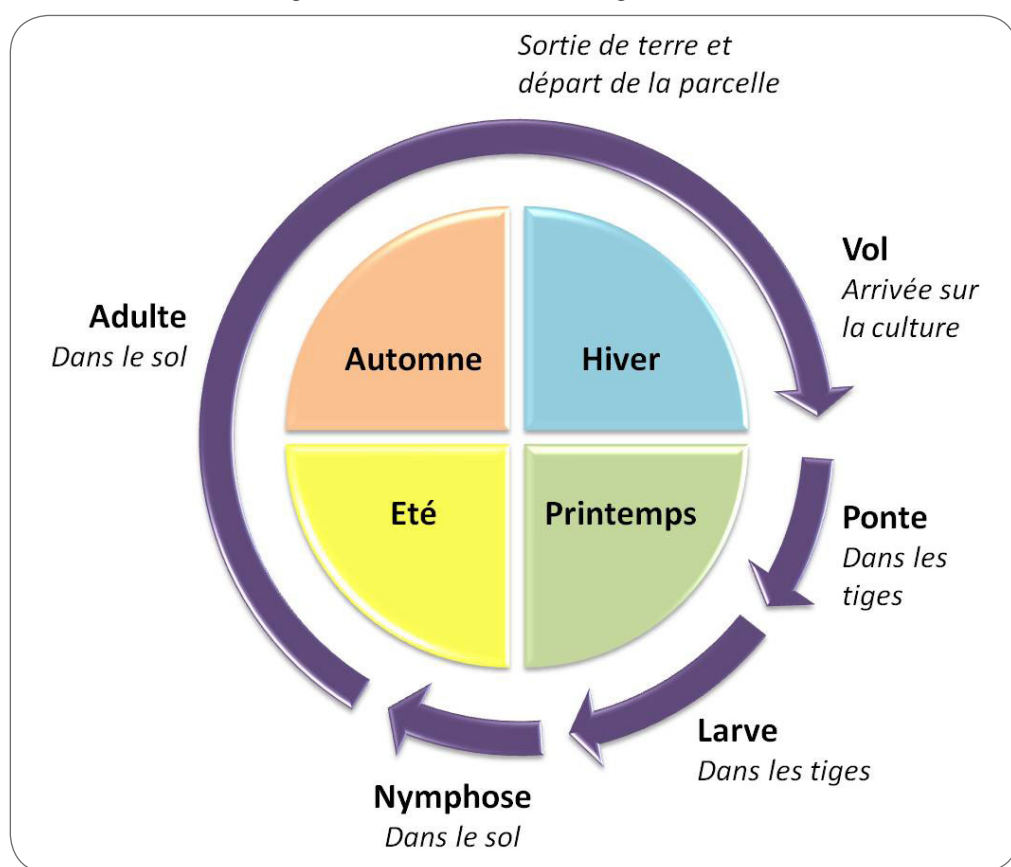 Sortie de terre et
départ de la parcelle
Vol
Arrivée sur
la culture
Adulte
Dans le sol
Automne
Hiver
Eté
Printemps
Ponte
Dans les
tiges
Larve
Dans les tiges
Nymphose
Dans le sol